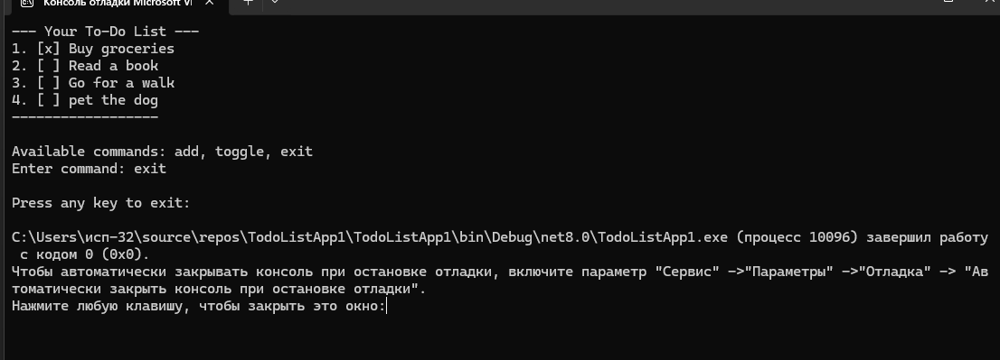 Консоль отладки Microsoft Vi
--- Your To-Do List ---
1. [x] Buy groceries
2. [ ] Read a book
3. [ ] Go for a walk
4. [ ] pet the dog
------------------
Available commands: add, toggle, exit
Enter command: exit
Press any key to exit:
C:\Users\исп-32\source\repos\TodoListApp1\TodoListApp1\bin\Debug\net8.0\TodoListApp1.exe (процесс 10096) завершил работу
с кодом 0 (0x0).
Чтобы автоматически закрывать консоль при остановке отладки, включите параметр "Сервис" ->"Параметры" ->"Отладка" -> "Ав
томатически закрыть консоль при остановке отладки".
Нажмите любую клавишу, чтобы закрыть это окно: